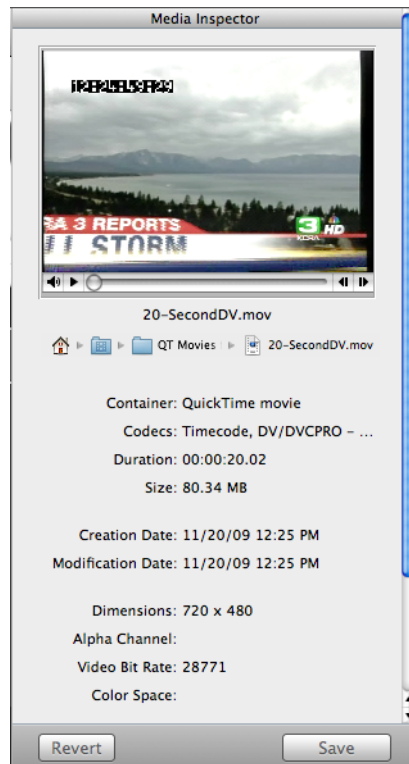 Media Inspector
A 3 REPORTS
3 HD
KCRA
STORM
20-SecondDV.mov
QT Movies
20-SecondDV.mov
Container: QuickTime movie
Codecs: Timecode, DV/DVCPRO - ...
Duration: 00:00:20.02
Size: 80.34 MB
Creation Date: 11/20/09 12:25 PM
Modification Date: 11/20/09 12:25 PM
Dimensions: 720 x 480
Alpha Channel:
Video Bit Rate: 28771
Color Space:
Revert
Save